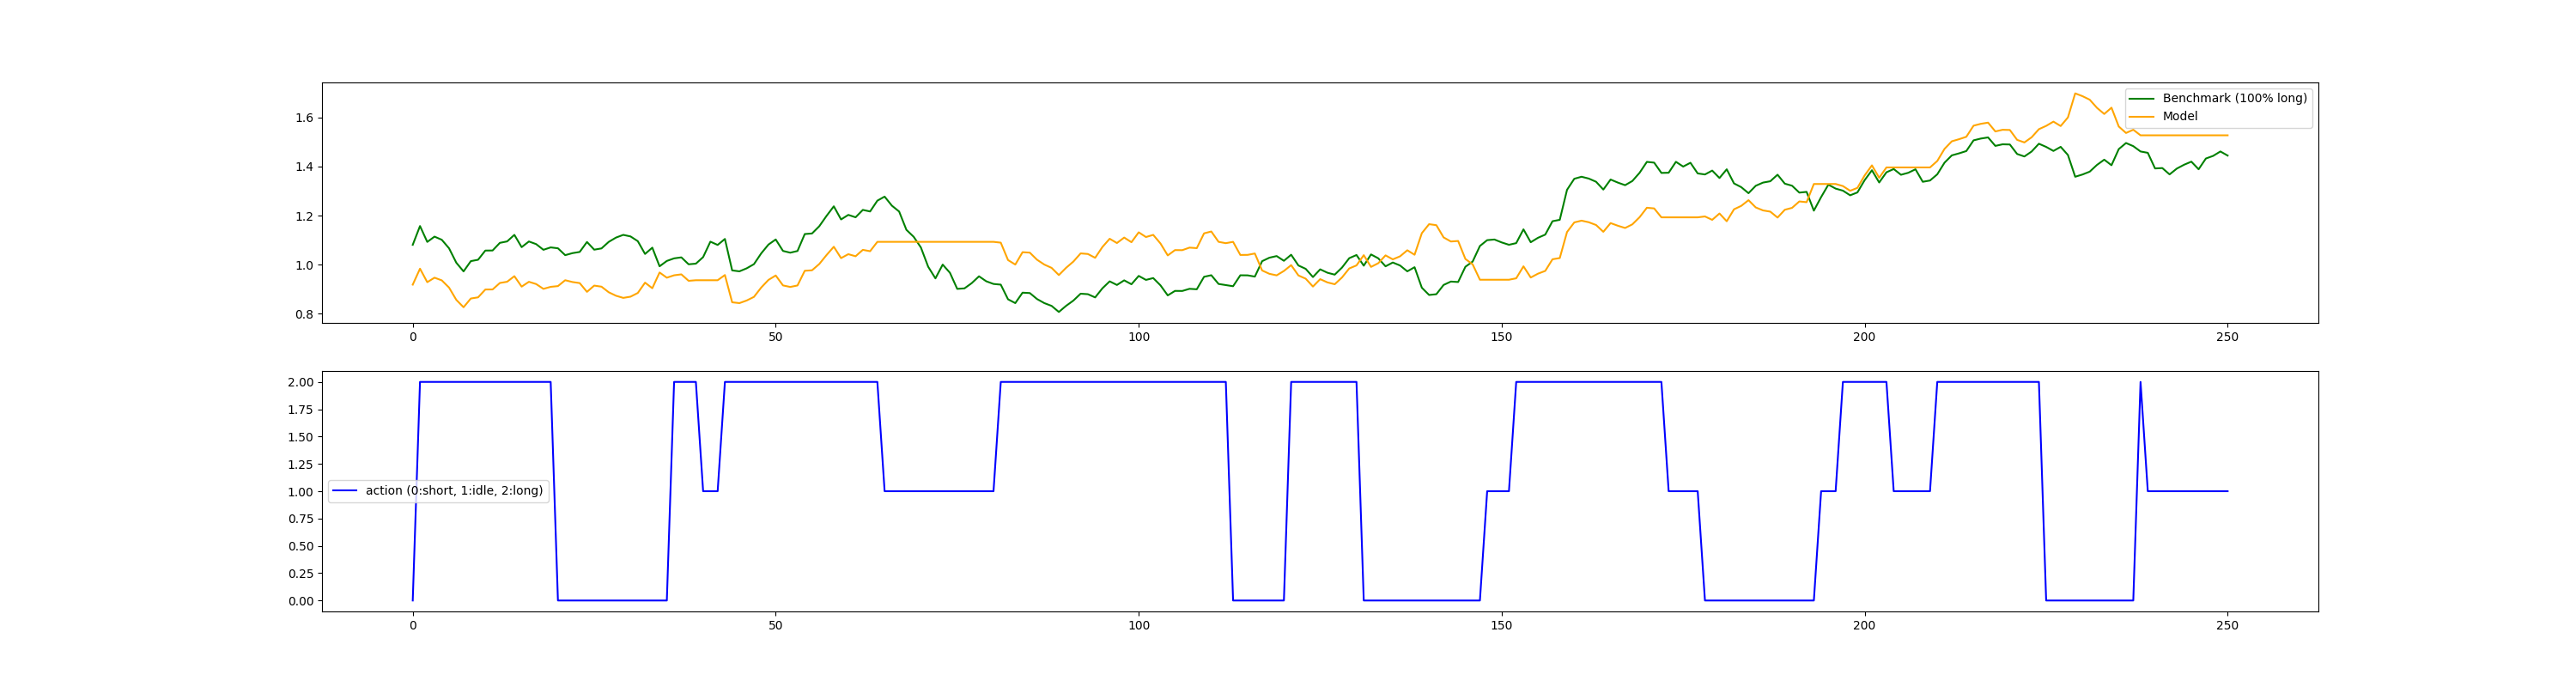 1.6
1.4
1.2
1.0
0.8
Benchmark (100% long)
Model
0 50 100 150 200 250
2.00
1.75
1.50
1.25
1.00
0.75
0.50
0.25
0.00
action (0:short, 1:idle, 2:long)
0 50 100 150 200 250